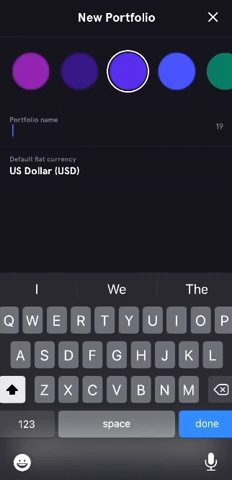 New Portfolio
Portfolio name
19
Default fiat currency
US Dollar (USD)
I We The
Q W E R T Y U I O P
A S D F G H J K L
Z X C V B N M
123 space done